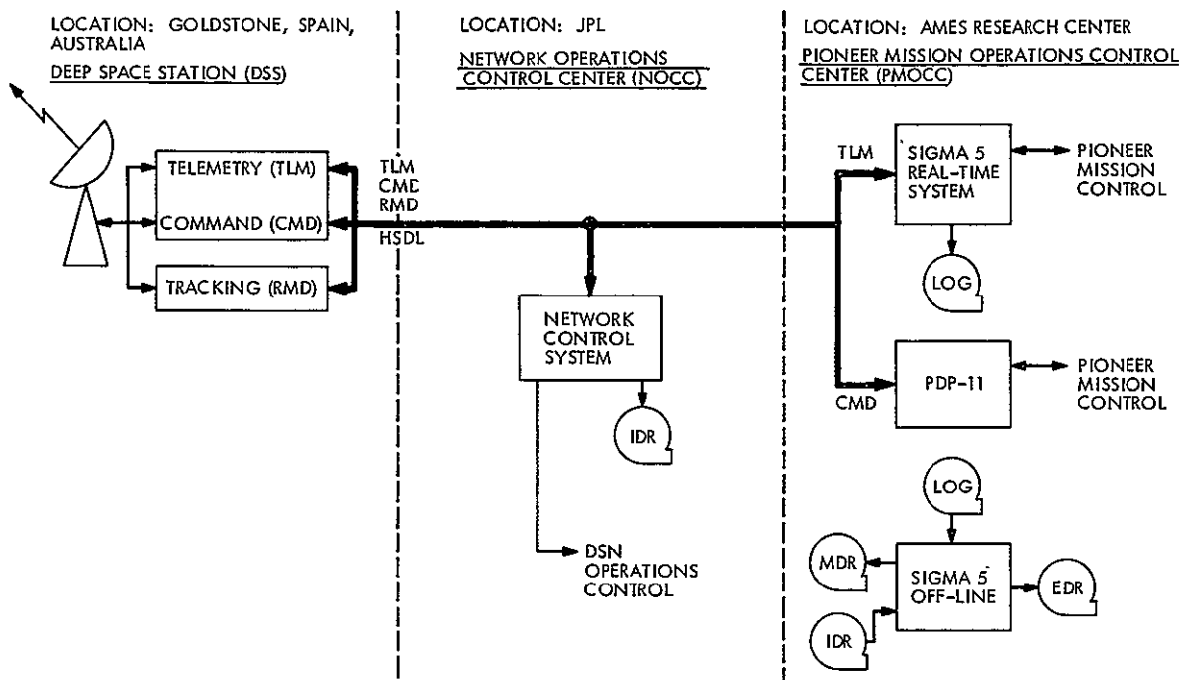 LOCATION: GOLDSTONE, SPAIN,
AUSTRALIA
DEEP SPACE STATION (DSS)
TELEMETRY (TLM)
COMMAND (CMD)
TRACKING (RMD)
TLM
CMD
RMD
HSDL
LOCATION: JPL
NETWORK OPERATIONS
CONTROL CENTER (NOCC)
NETWORK
CONTROL
SYSTEM
IDR
DSN
OPERATIONS
CONTROL
LOCATION: AMES RESEARCH CENTER
PIONEER MISSION OPERATIONS CONTROL
CENTER (PMOCC)
TLM
SIGMA 5
REAL-TIME
SYSTEM
PIONEER
MISSION
CONTROL
LOG
CMD
PDP-11
PIONEER
MISSION
CONTROL
LOG
MDR
SIGMA 5
OFF-LINE
EDR
IDR